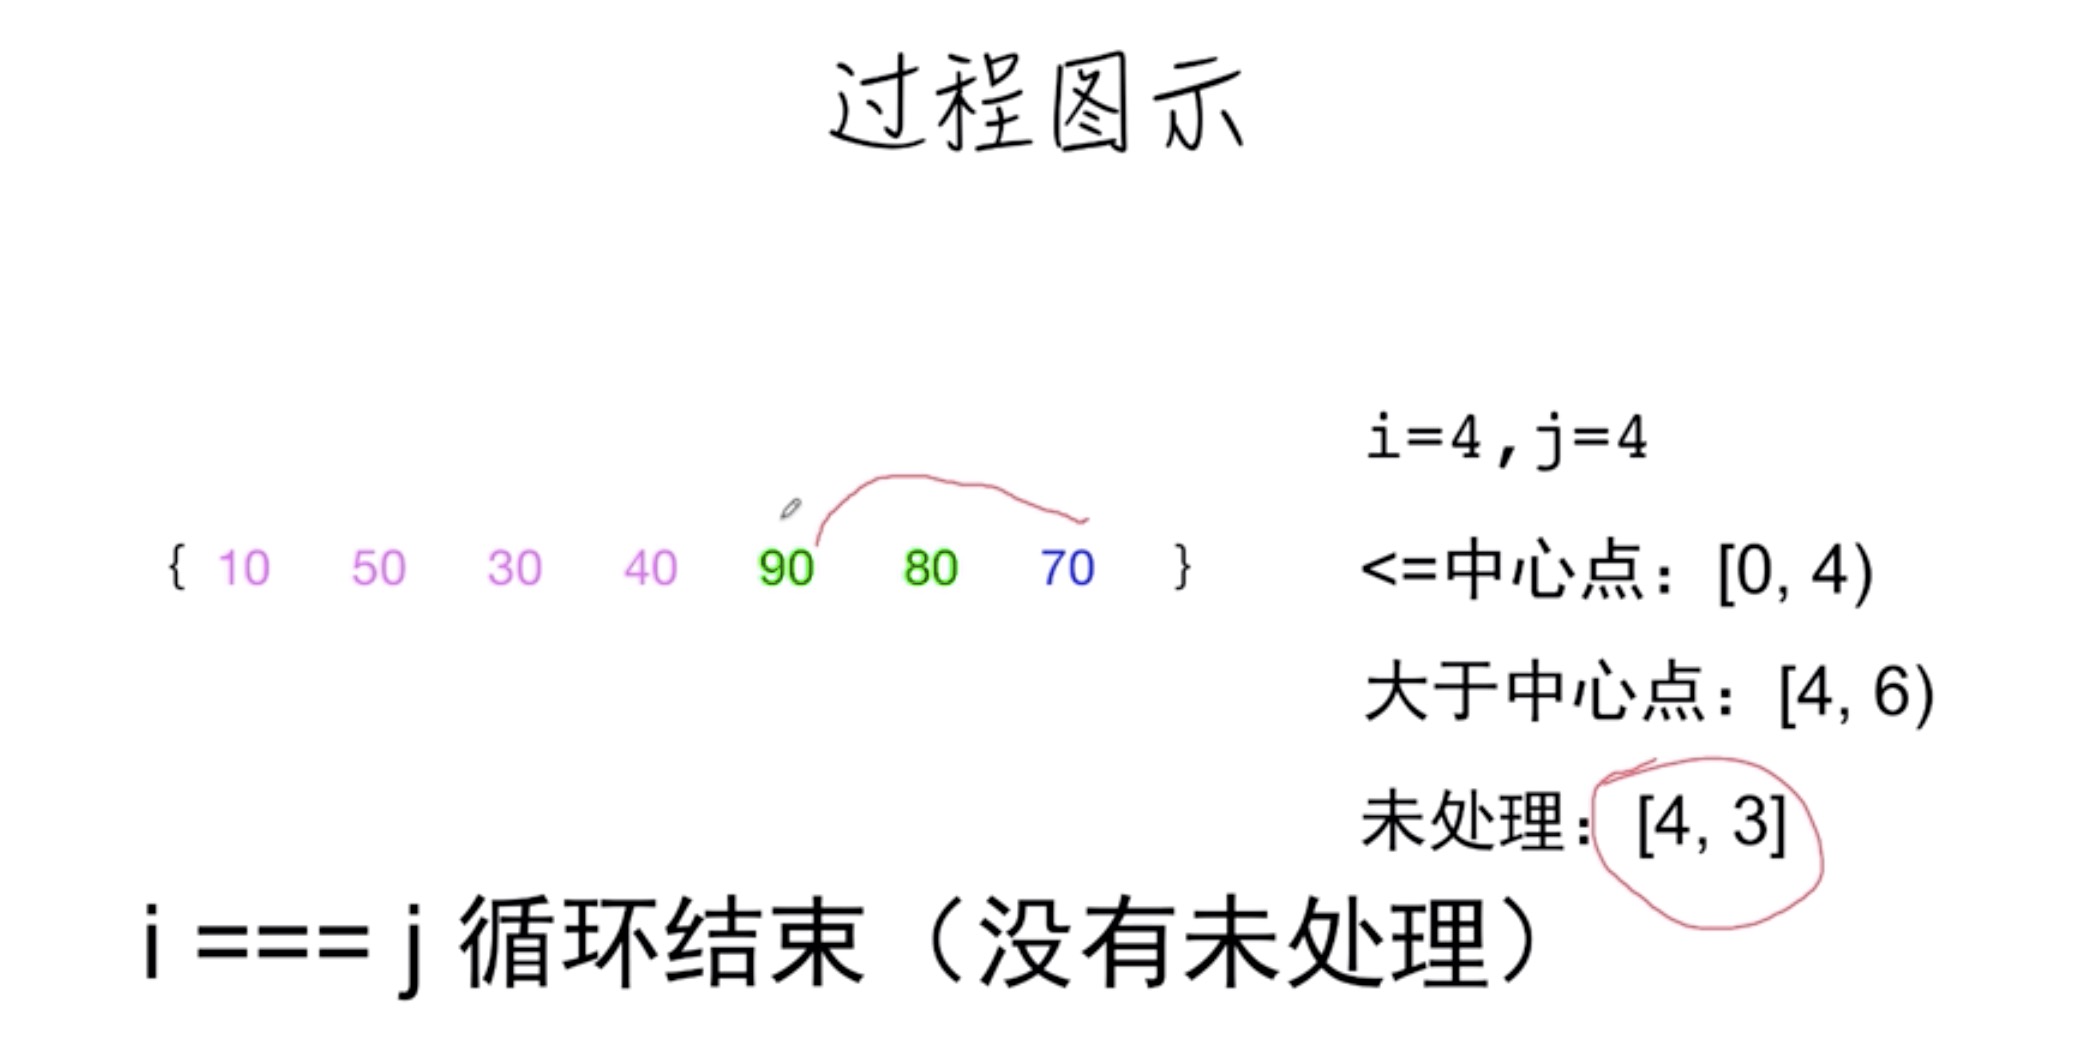 过程图示
i=4,j=4
{ 10 50 30 40 90 80 70 }
<=中心点：[0, 4)
大于中心点：[4, 6)
未处理：[4, 3]
i === j 循环结束（没有未处理）